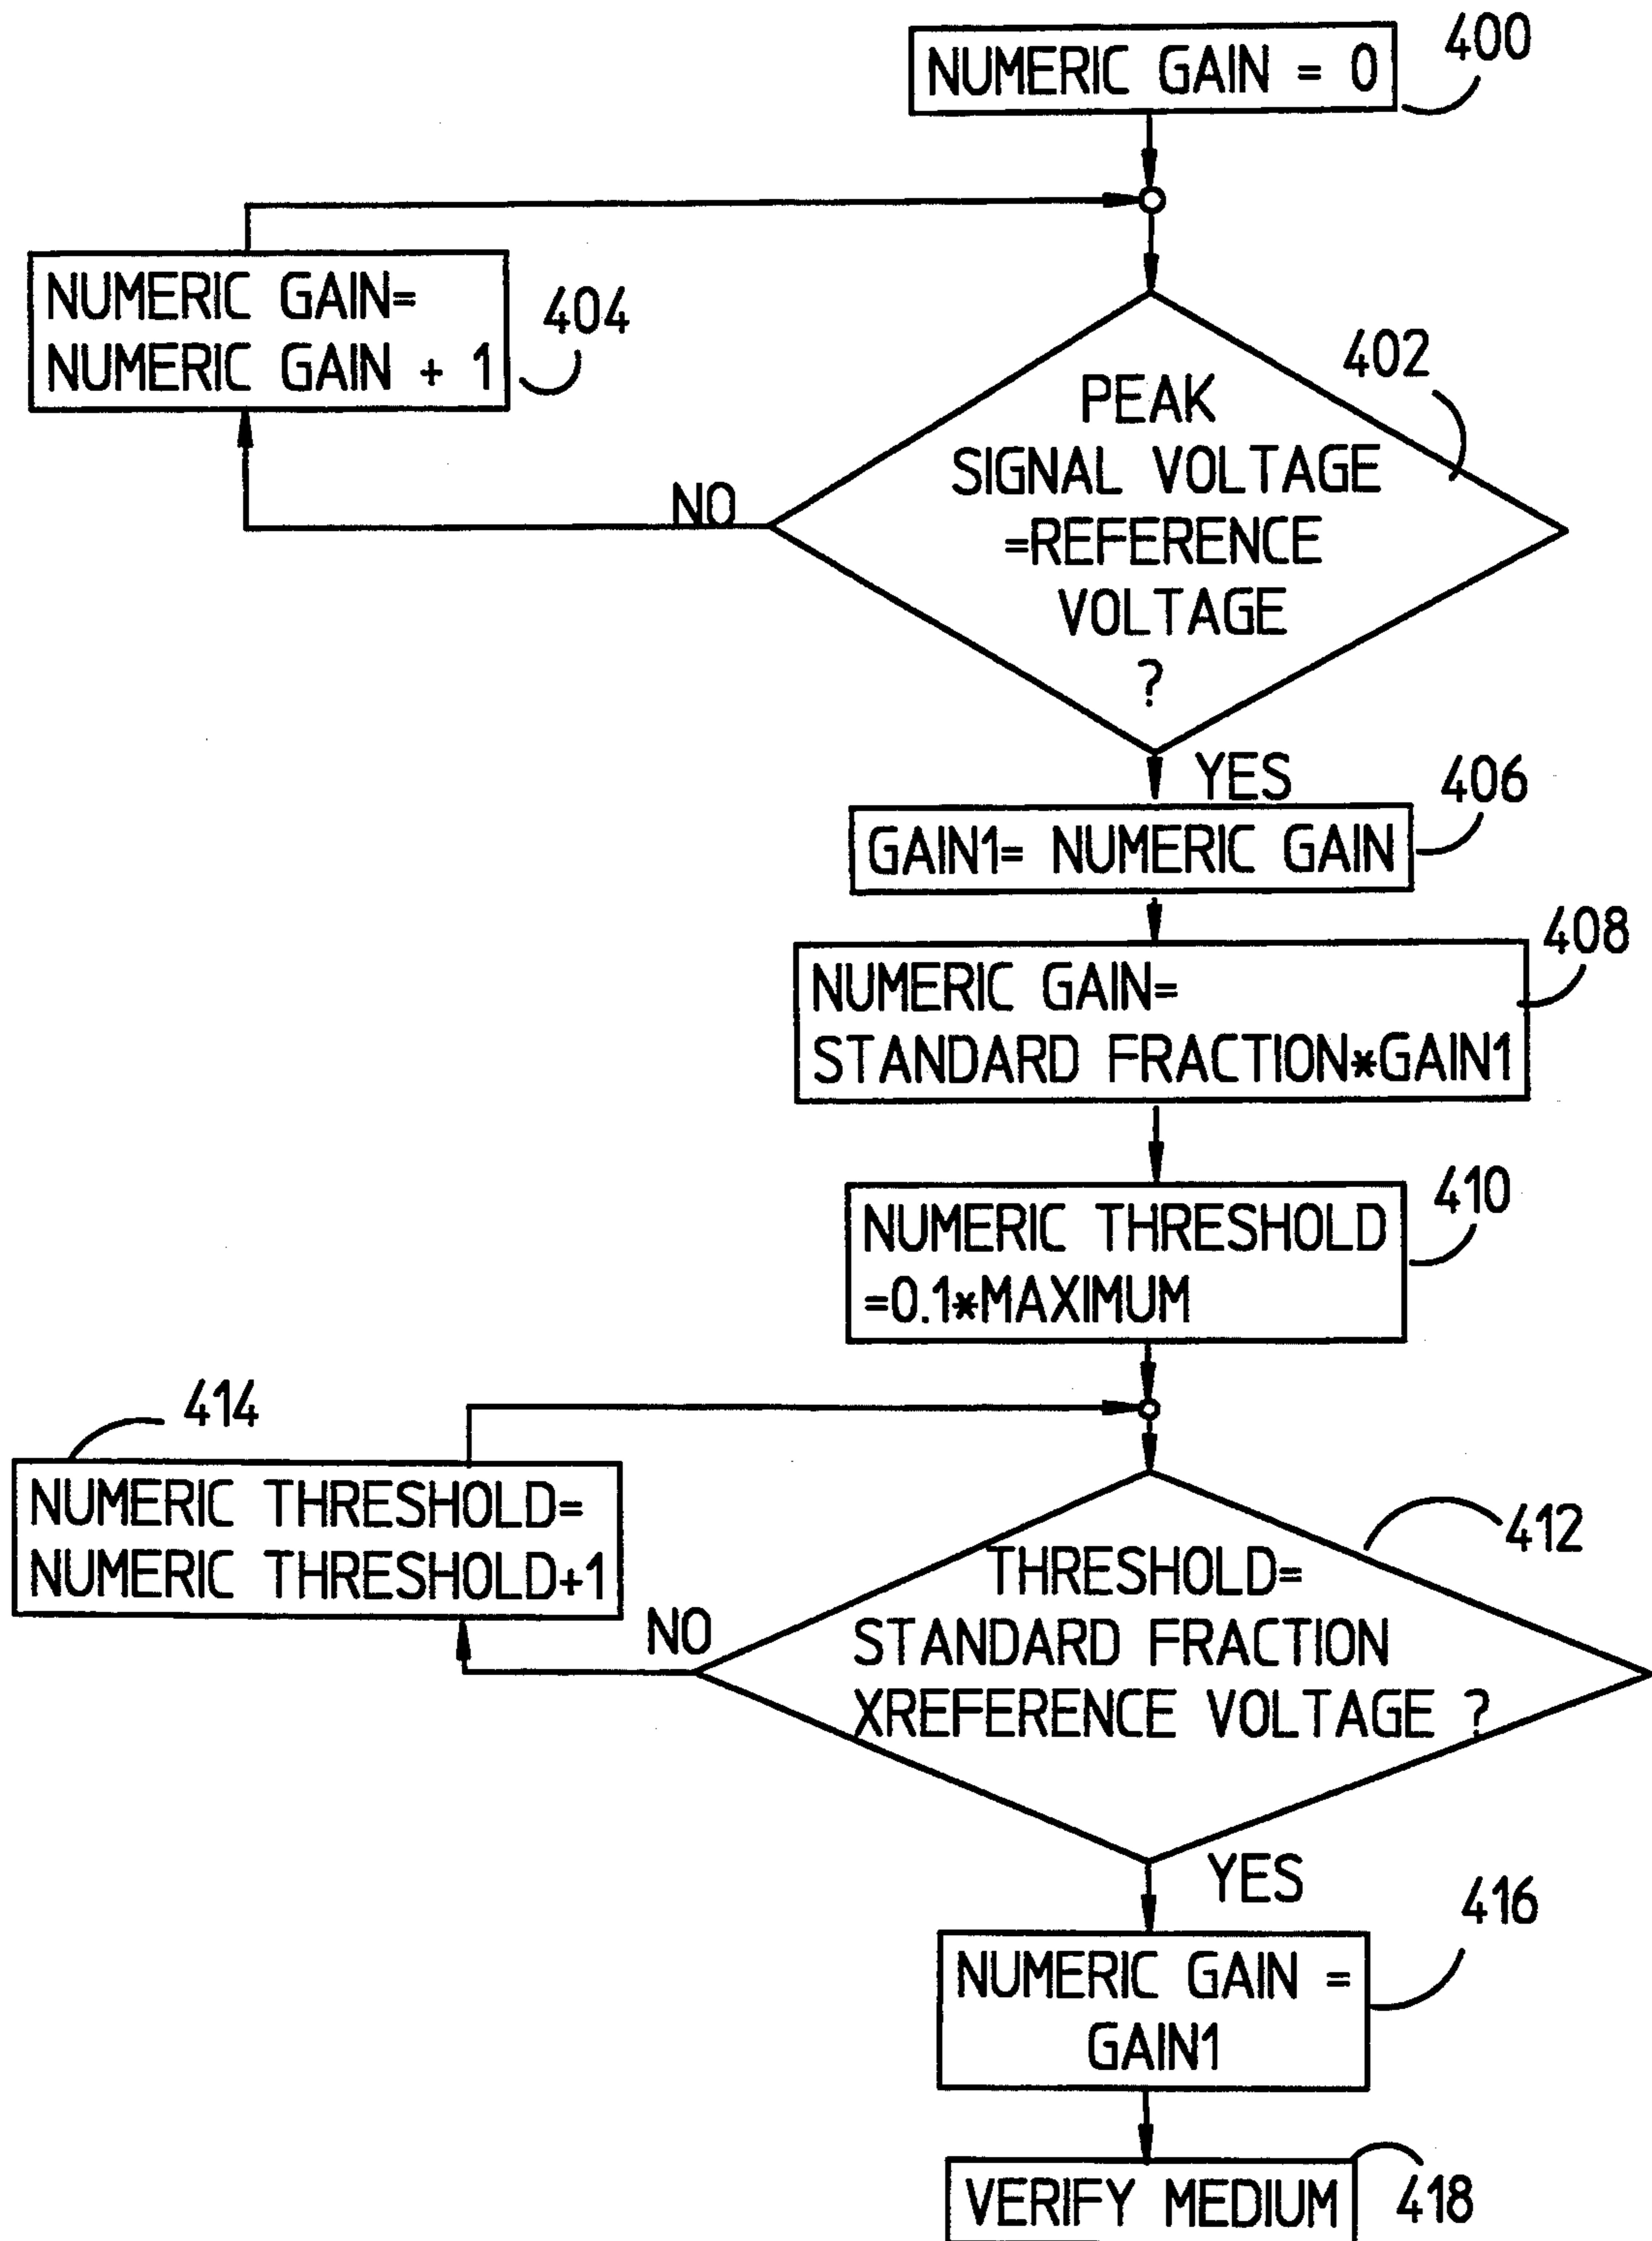 NUMERIC GAIN = 0
400
NUMERIC GAIN=
NUMERIC GAIN + 1
404
402
PEAK
SIGNAL VOLTAGE
=REFERENCE
VOLTAGE
?
NO
YES
406
GAIN1= NUMERIC GAIN
408
NUMERIC GAIN=
STANDARD FRACTION*GAIN1
410
NUMERIC THRESHOLD
=0.1*MAXIMUM
414
NUMERIC THRESHOLD=
NUMERIC THRESHOLD+1
412
THRESHOLD=
STANDARD FRACTION
XREFERENCE VOLTAGE ?
NO
YES
416
NUMERIC GAIN =
GAIN1
VERIFY MEDIUM
418